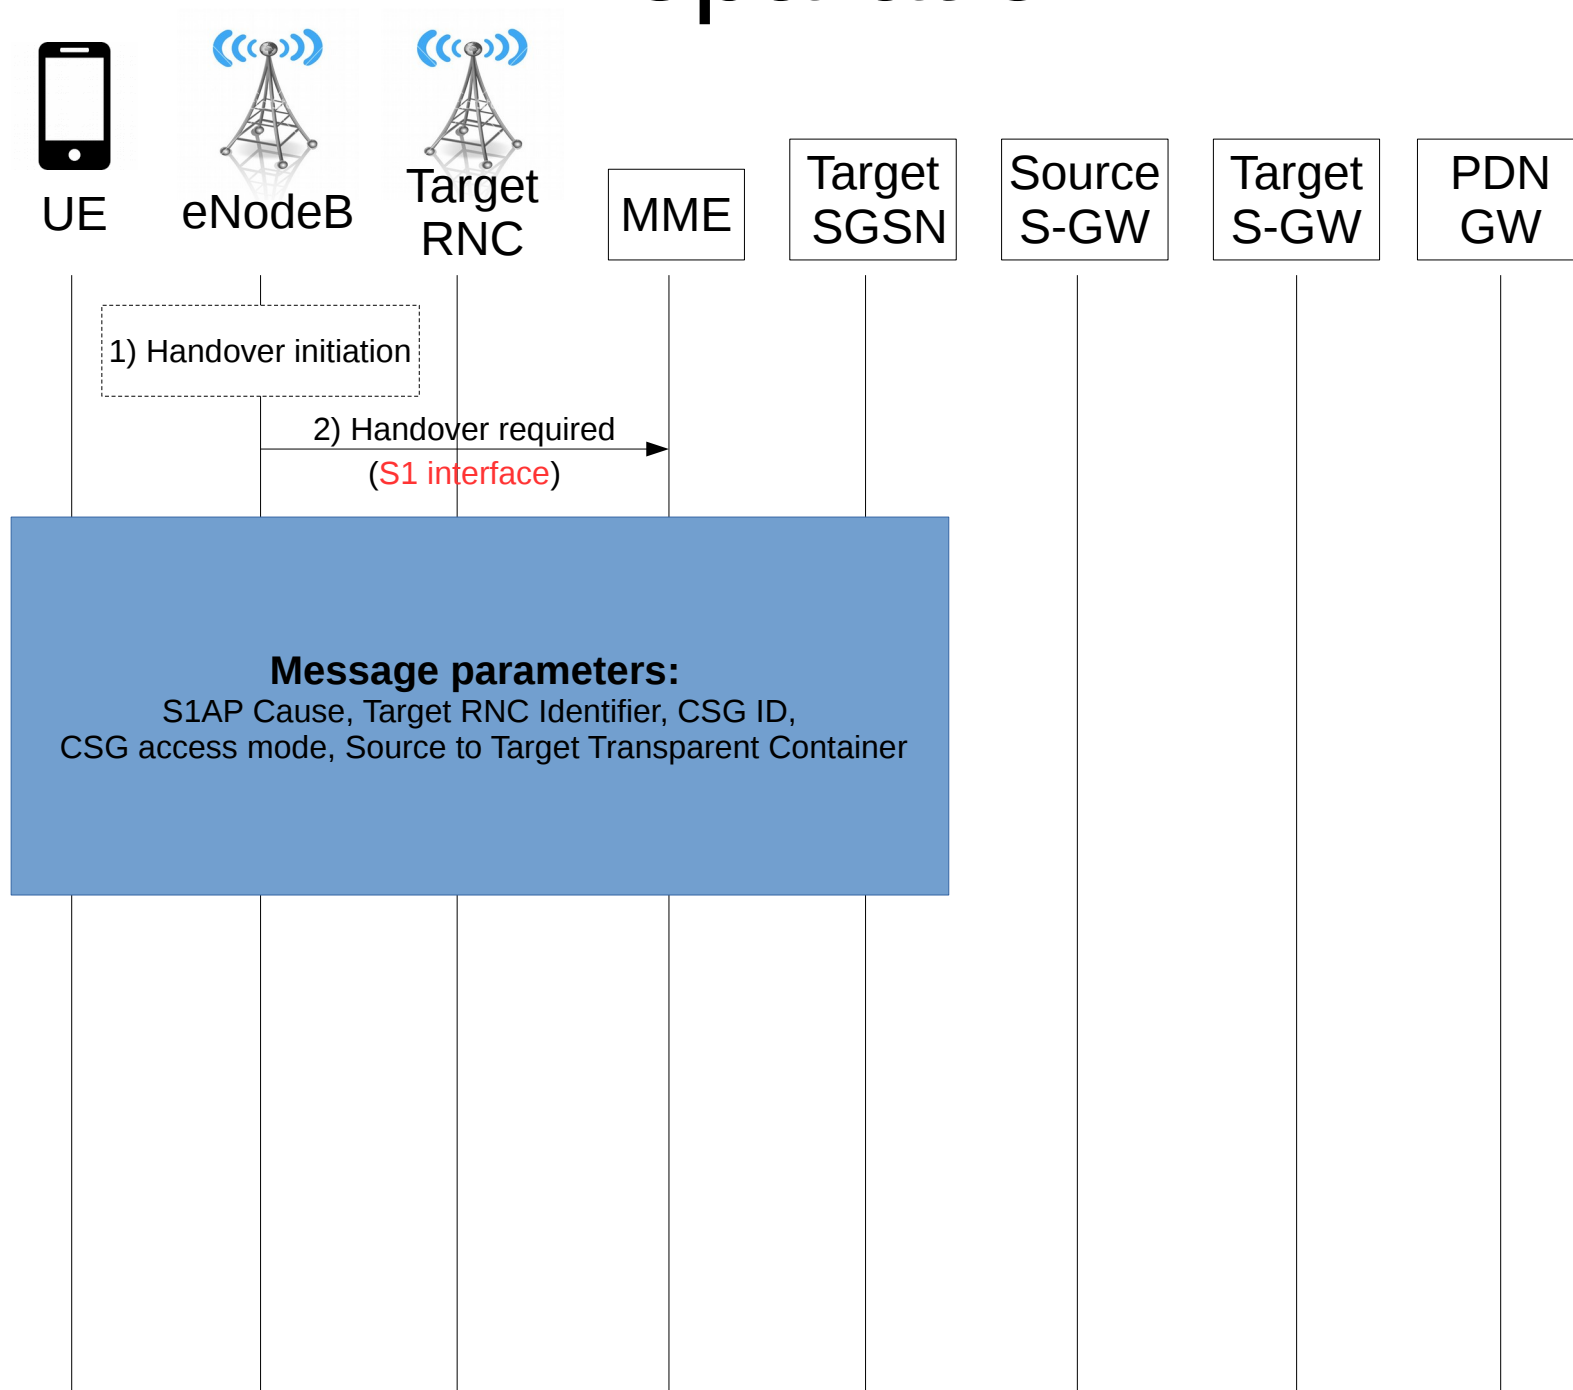 UE
eNodeB
Target
RNC
MME
Target
SGSN
Source
S-GW
Target
S-GW
PDN
GW
1) Handover initiation
2) Handover required
(S1 interface)
Message parameters:
S1AP Cause, Target RNC Identifier, CSG ID,
CSG access mode, Source to Target Transparent Container